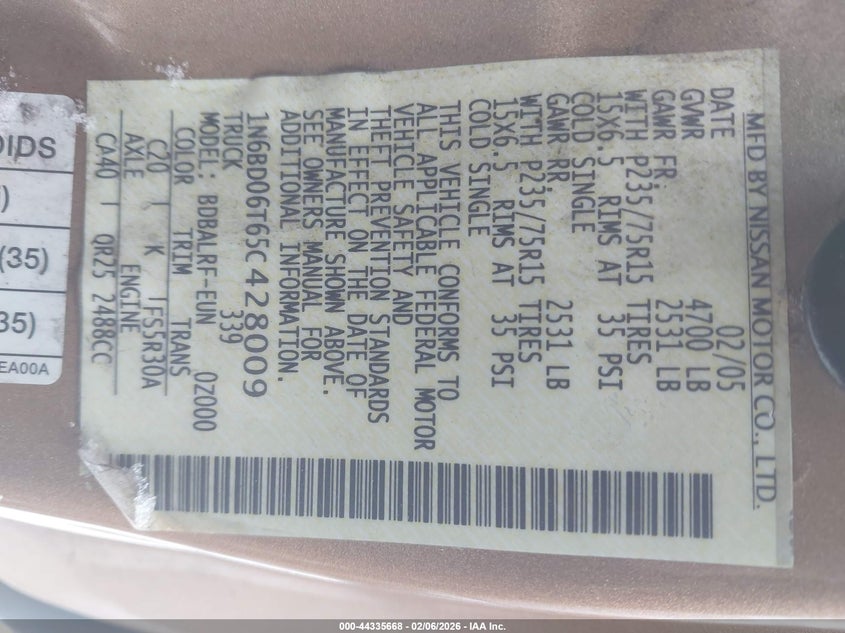 MFD BY NISSAN MOTOR CO., LTD.
DATE 02/05
GVWR 4700 LB
GAWR FR. 2531 LB
WITH P235/75R15 TIRES
15X6.5 RIMS AT 35 PSI
COLD SINGLE
GAWR RR. 2531 LB
WITH P235/75R15 TIRES
15X6.5 RIMS AT 35 PSI
COLD SINGLE
THIS VEHICLE CONFORMS TO
ALL APPLICABLE FEDERAL MOTOR
VEHICLE SAFETY AND
THEFT PREVENTION STANDARDS
IN EFFECT ON THE DATE OF
MANUFACTURE SHOWN ABOVE.
SEE OWNERS MANUAL FOR
ADDITIONAL INFORMATION.
1N6BD06T65C428009
TRUCK 339
MODEL: BDBALRF-EUN 0Z000
COLOR TRIM TRANS
C20 | K |FS5R30A
AXLE ENGINE
CA40 | QR25 2488CC
OIDS
)
(35)
35)
EA00A
000-44335668 - 02/06/2026 - IAA Inc.